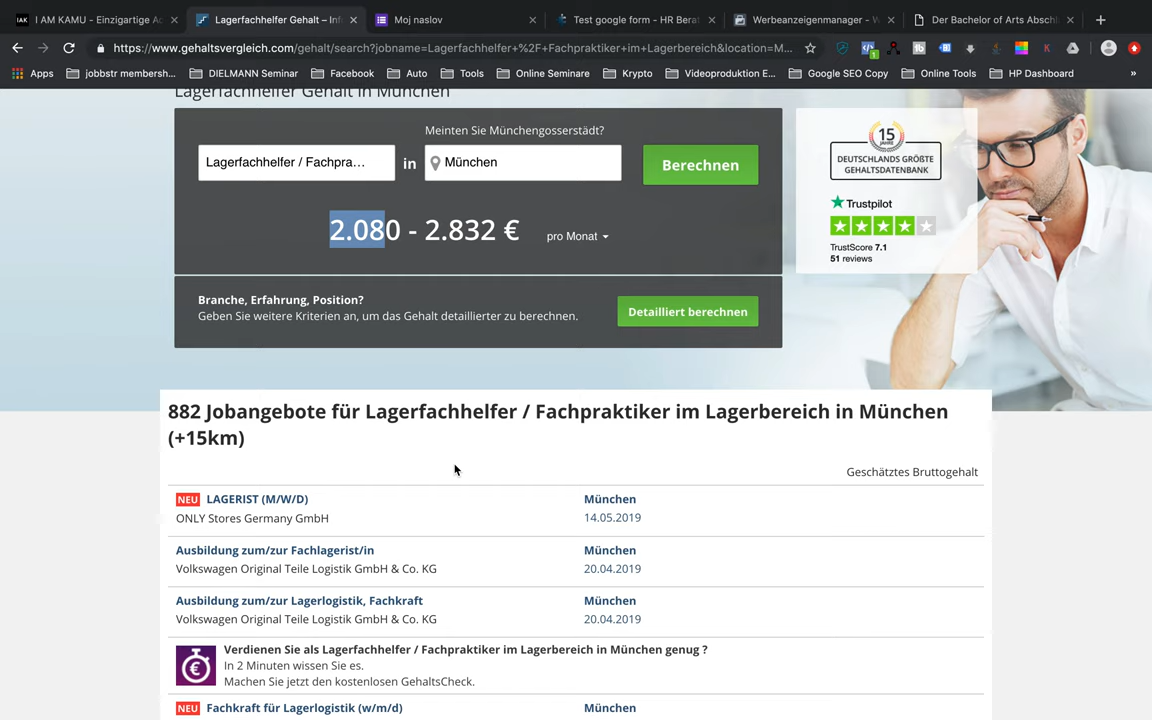 I AM KAMU - Einzigartige Ac
Lagerfachhelfer Gehalt – Inf
Moj naslov
Test google form - HR Bera
Werbeanzeigenmanager - W
Der Bachelor of Arts Abschl
https://www.gehaltsvergleich.com/gehalt/search?jobname=Lagerfachhelfer+%2F+Fachpraktiker+im+Lagerbereich&location=M...
Apps
jobbstr membersh...
DIELMANN Seminar
Facebook
Auto
Tools
Online Seminare
Krypto
Videoproduktion E...
Google SEO Copy
Online Tools
HP Dashboard
»
Lagerfachhelfer Gehalt in München
Meinten Sie Münchengosserstädt?
Lagerfachhelfer / Fachpra... in München Berechnen
2.080 - 2.832 € pro Monat
Branche, Erfahrung, Position?
Geben Sie weitere Kriterien an, um das Gehalt detaillierter zu berechnen.
Detailliert berechnen
15
JAHRE
DEUTSCHLANDS GRÖßTE
GEHALTSDATENBANK
Trustpilot
TrustScore 7.1
51 reviews
882 Jobangebote für Lagerfachhelfer / Fachpraktiker im Lagerbereich in München
(+15km)
Geschätztes Bruttogehalt
NEU LAGERIST (M/W/D) München
ONLY Stores Germany GmbH 14.05.2019
Ausbildung zum/zur Fachlagerist/in München
Volkswagen Original Teile Logistik GmbH & Co. KG 20.04.2019
Ausbildung zum/zur Lagerlogistik, Fachkraft München
Volkswagen Original Teile Logistik GmbH & Co. KG 20.04.2019
Verdienen Sie als Lagerfachhelfer / Fachpraktiker im Lagerbereich in München genug ?
In 2 Minuten wissen Sie es.
Machen Sie jetzt den kostenlosen GehaltsCheck.
NEU Fachkraft für Lagerlogistik (w/m/d) München